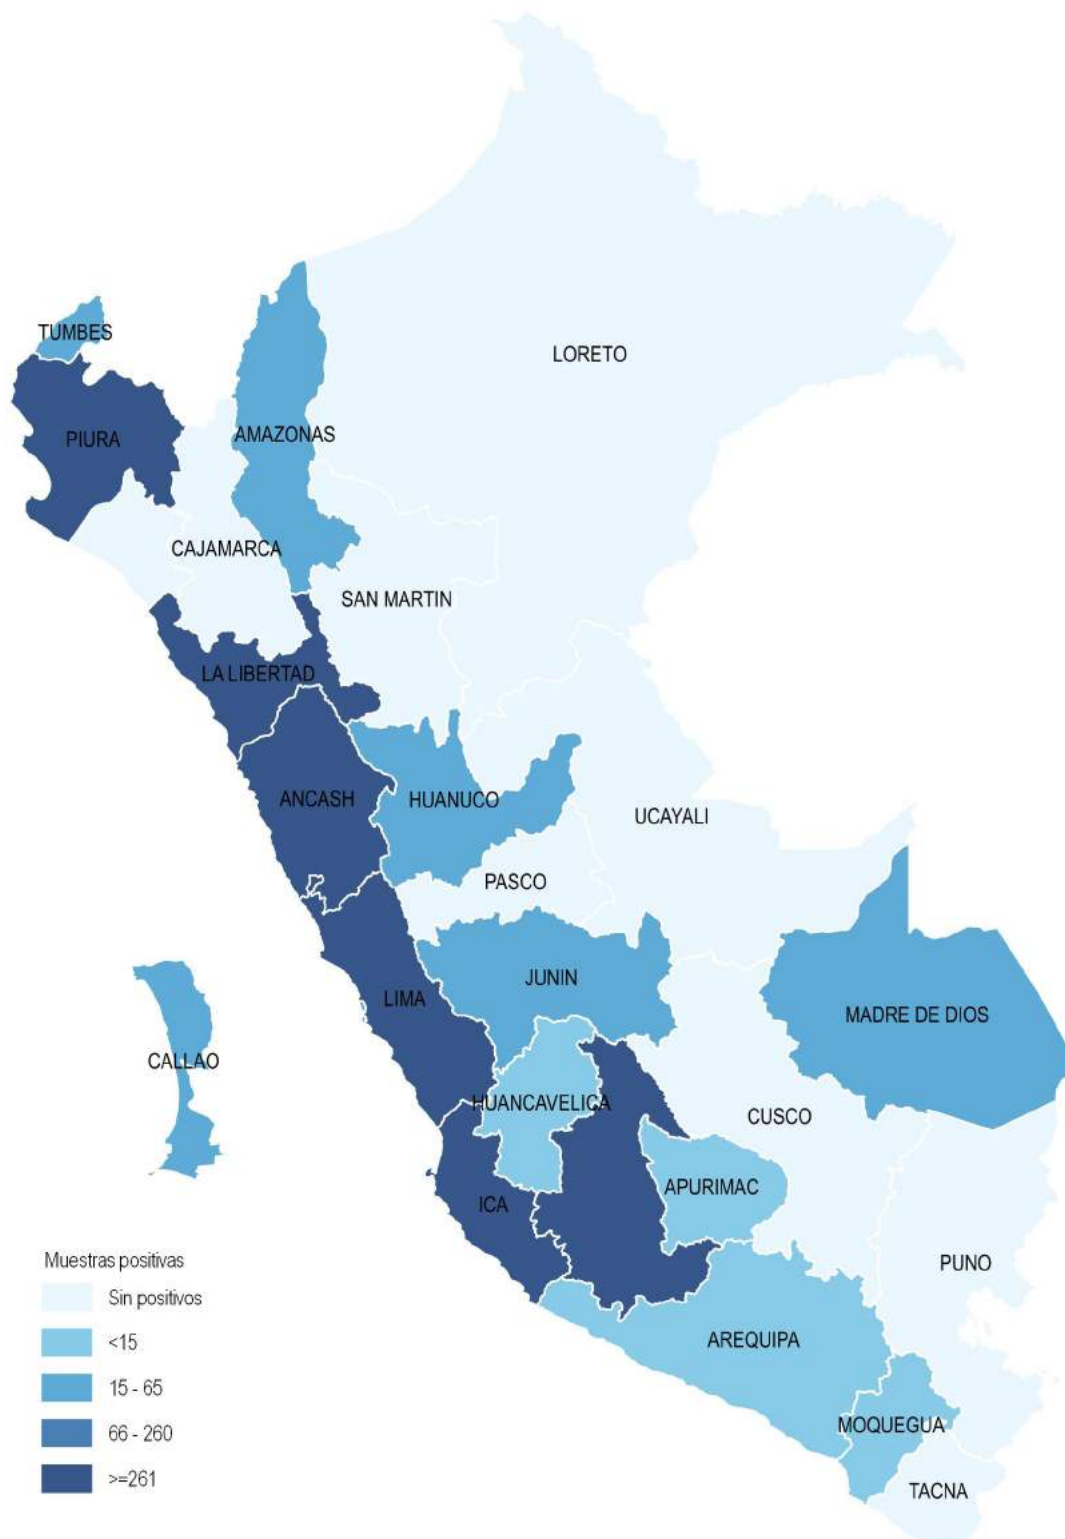 LORETO
TUMBES
PIURA
AMAZONAS
CAJAMARCA
SAN MARTIN
LA LIBERTAD
ANCASH
HUANUCO
UCAYALI
PASCO
JUNIN
LIMA
MADRE DE DIOS
CALLAO
HUANCAVELICA
CUSCO
APURIMAC
ICA
PUNO
AREQUIPA
MOQUEGUA
TACNA
Muestras positivas
Sin positivos
<15
15 - 65
66 - 260
>=261